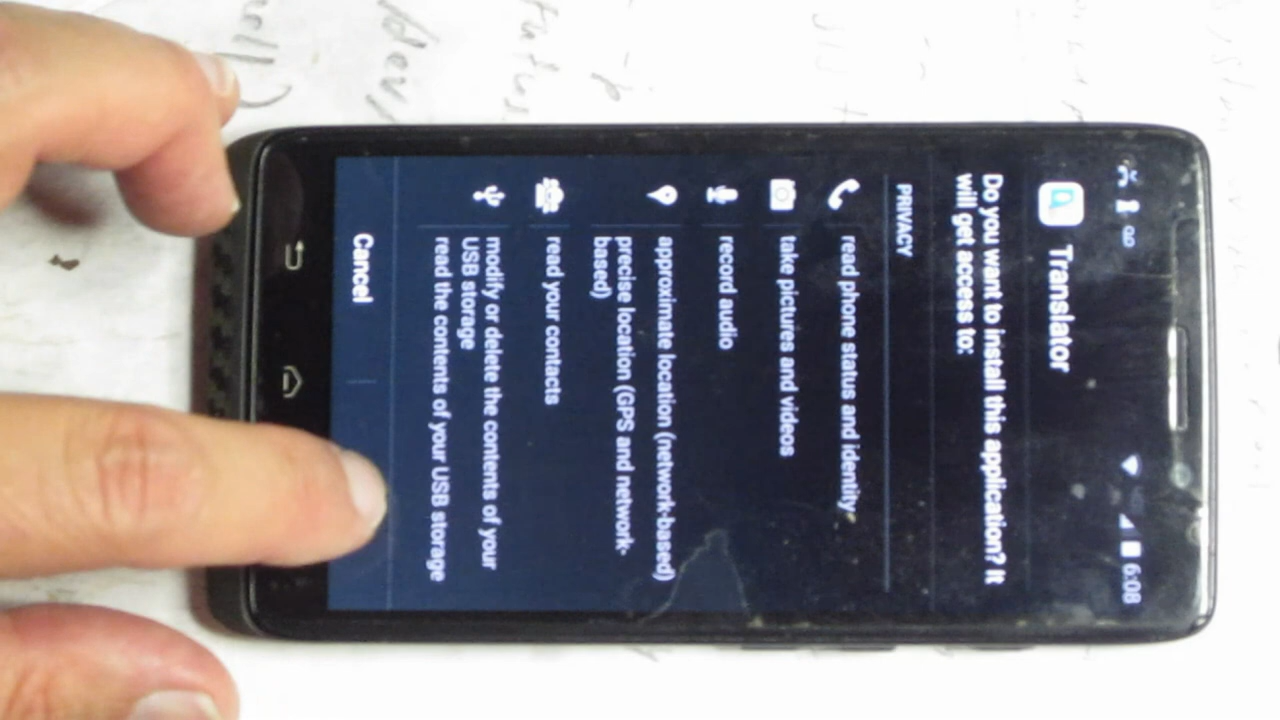 6:08
Translator
Do you want to install this application? It
will get access to:
PRIVACY
read phone status and identity
take pictures and videos
record audio
approximate location (network-based)
precise location (GPS and network-
based)
read your contacts
modify or delete the contents of your
USB storage
read the contents of your USB storage
Cancel